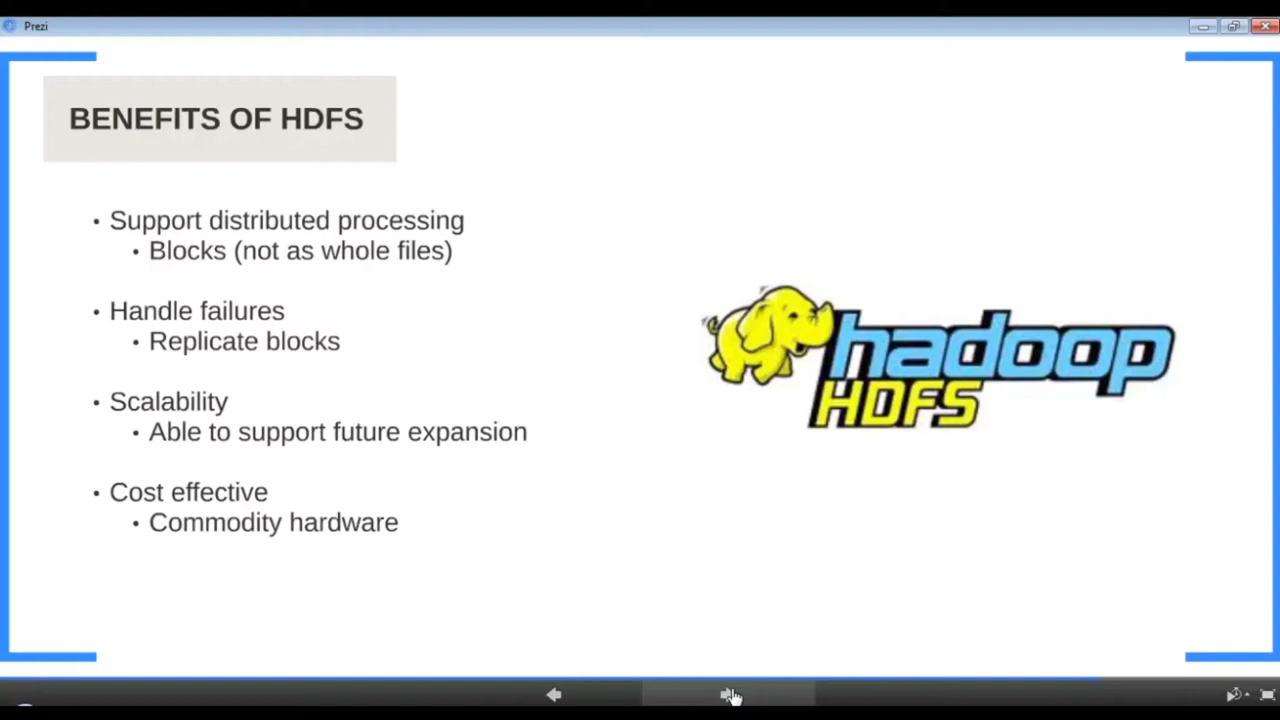 Prezi
BENEFITS OF HDFS
• Support distributed processing
• Blocks (not as whole files)
• Handle failures
• Replicate blocks
• Scalability
• Able to support future expansion
• Cost effective
• Commodity hardware
hadoop
HDFS